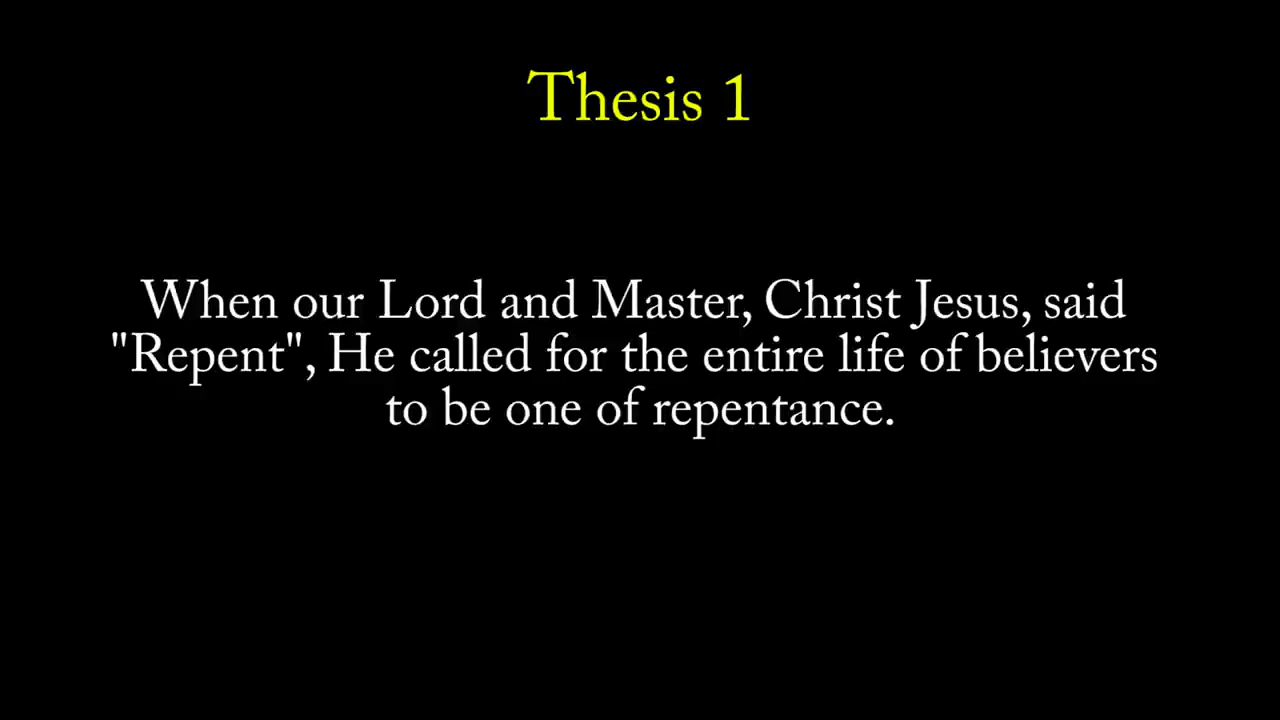 Thesis 1
When our Lord and Master, Christ Jesus, said
"Repent", He called for the entire life of believers
to be one of repentance.